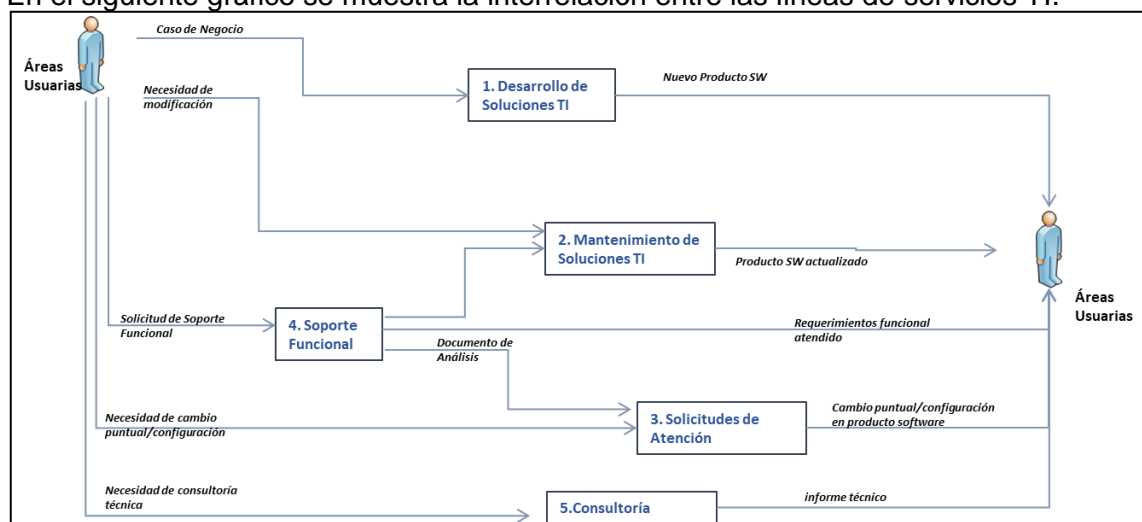 En el siguiente gráfico se muestra la interrelación entre las líneas de servicios TI.
Caso de Negocio
Áreas
Usuarias
Necesidad de
modificación
1. Desarrollo de
Soluciones TI
Nuevo Producto SW
2. Mantenimiento de
Soluciones TI
Producto SW actualizado
Áreas
Usuarias
Solicitud de Soporte
Funcional
4. Soporte
Funcional
Documento de
Análisis
Requerimientos funcional
atendido
Necesidad de cambio
puntual/configuración
3. Solicitudes de
Atención
Cambio puntual/configuración
en producto software
Necesidad de consultoría
técnica
5.Consultoría
informe técnico